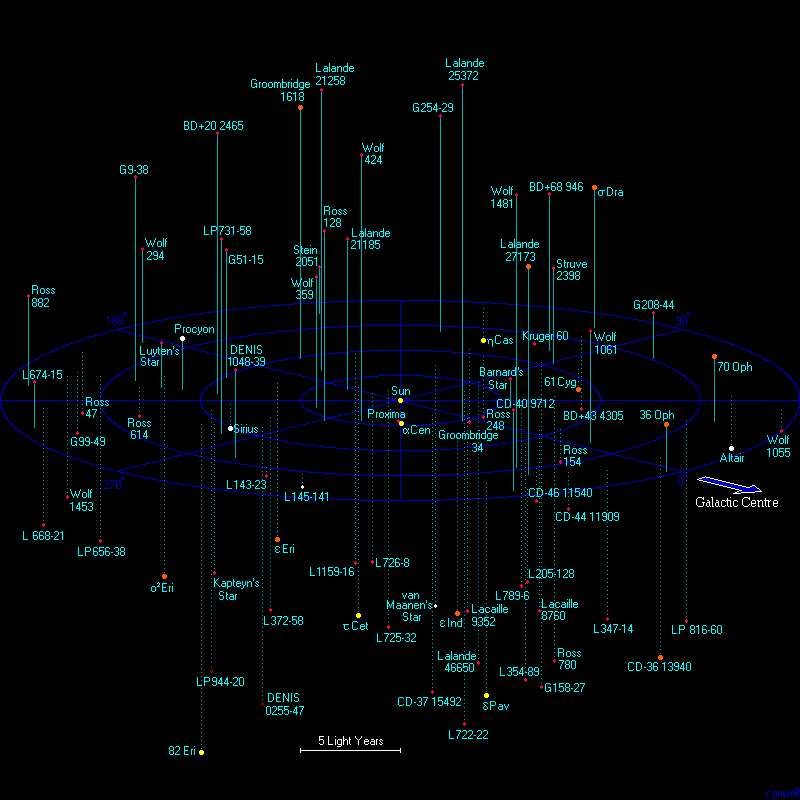 Lalande
21258
Lalande
25372
Groombridge
1618
G254-29
BD+20 2465
Wolf
424
G9-38
Wolf
1481
BD+68 946
σDra
Ross
128
LP731-58
Lalande
21185
Wolf
294
Stein
2051
G51-15
Lalande
27173
Struve
2398
Wolf
359
Ross
882
G208-44
180°
90°
Procyon
ηCas
Kruger 60
Wolf
1061
Luyten's
Star
DENIS
1048-39
70 Oph
L674-15
Barnard's
Star
61 Cyg
Sun
Ross
47
CD-40 9712
Proxima
Ross
248
BD+43 4305
36 Oph
Ross
614
Sirius
αCen
Groombridge
34
G99-49
Altair
Wolf
1055
Ross
154
270°
0°
L143-23
L145-141
Wolf
1453
CD-46 11540
Galactic Centre
CD-44 11909
L 668-21
LP656-38
εEri
L1159-16
L726-8
L205-128
o²Eri
Kapteyn's
Star
L789-6
van
Maanen's
Star
L372-58
τCet
L725-32
εInd
Lacaille
9352
Lacaille
8760
L347-14
LP 816-60
Lalande
46650
Ross
780
CD-36 13940
LP944-20
L354-89
G158-27
DENIS
0255-47
CD-37 15492
δPav
L722-22
5 Light Years
82 Eri
rpowell